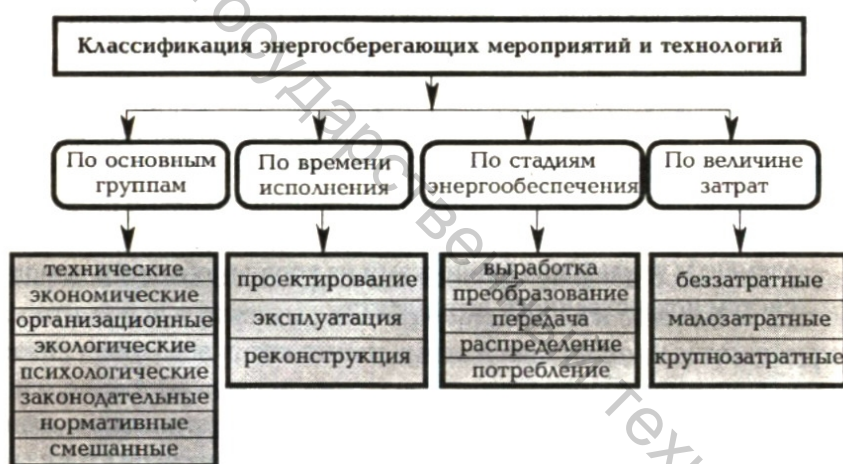 Классификация энергосберегающих мероприятий и технологий
По основным
группам
По времени
исполнения
По стадиям
энергообеспечения
По величине
затрат
технические
экономические
организационные
экологические
психологические
законодательные
нормативные
смешанные
проектирование
эксплуатация
реконструкция
выработка
преобразование
передача
распределение
потребление
беззатратные
малозатратные
крупнозатратные